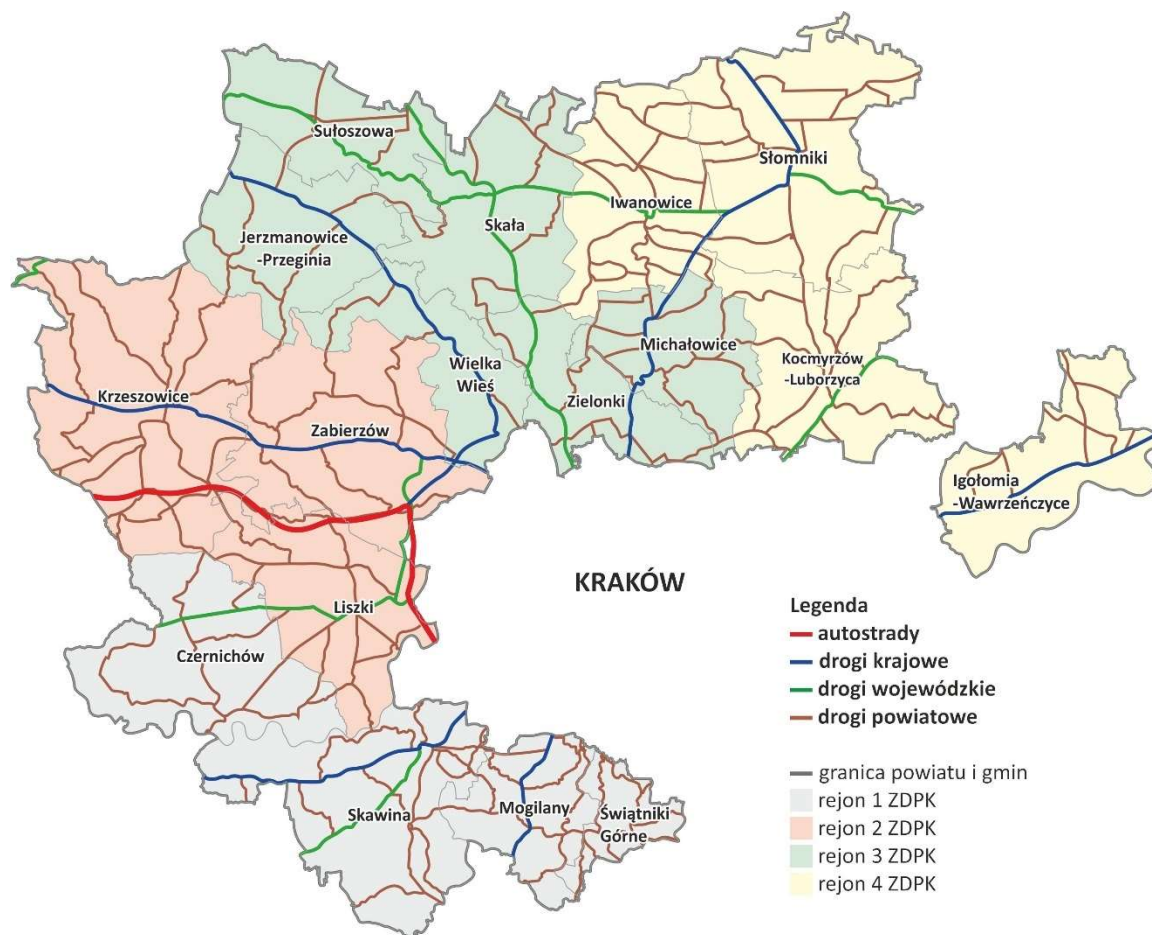 Sułoszowa
Słomniki
Iwanowice
Skała
Jerzmanowice
-Przeginia
Michałowice
Kocmyrzów
-Luborzyca
Wielka
Wieś
Zielonki
Krzeszowice
Zabierzów
Igołomia
-Wawrzeńczyce
KRAKÓW
Liszki
Czernichów
Skawina
Mogilany
Świątniki
Górne
Legenda
autostrady
drogi krajowe
drogi wojewódzkie
drogi powiatowe
granica powiatu i gmin
rejon 1 ZDPK
rejon 2 ZDPK
rejon 3 ZDPK
rejon 4 ZDPK